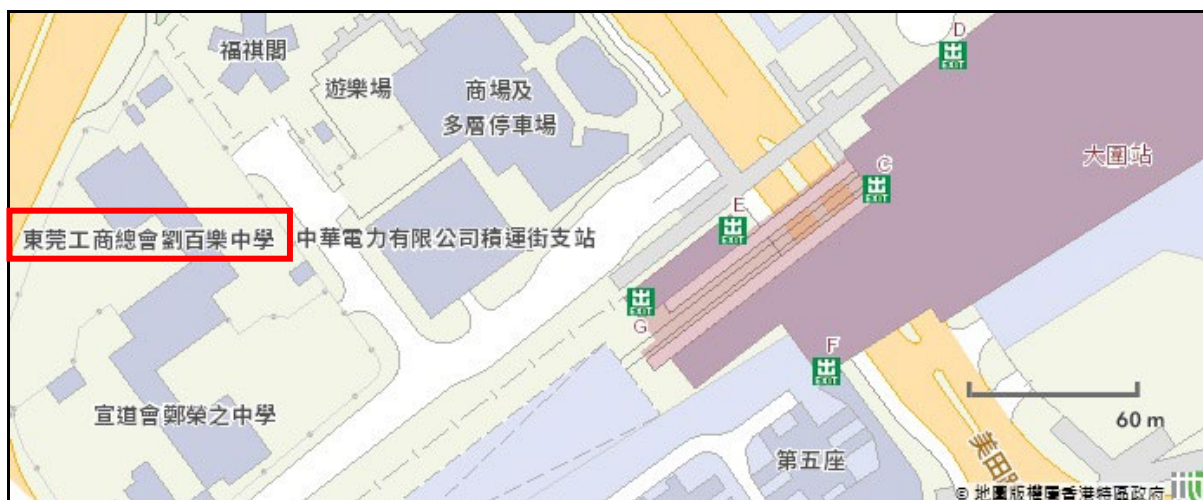 福祺閣
遊樂場
商場及
多層停車場
D
出
EXIT
大圍站
C
出
EXIT
E
出
EXIT
東莞工商總會劉百樂中學
中華電力有限公司積運街支站
出
EXIT
G
F
出
EXIT
宣道會鄭榮之中學
第五座
美田路
60 m
© 地圖版權屬香港特區政府